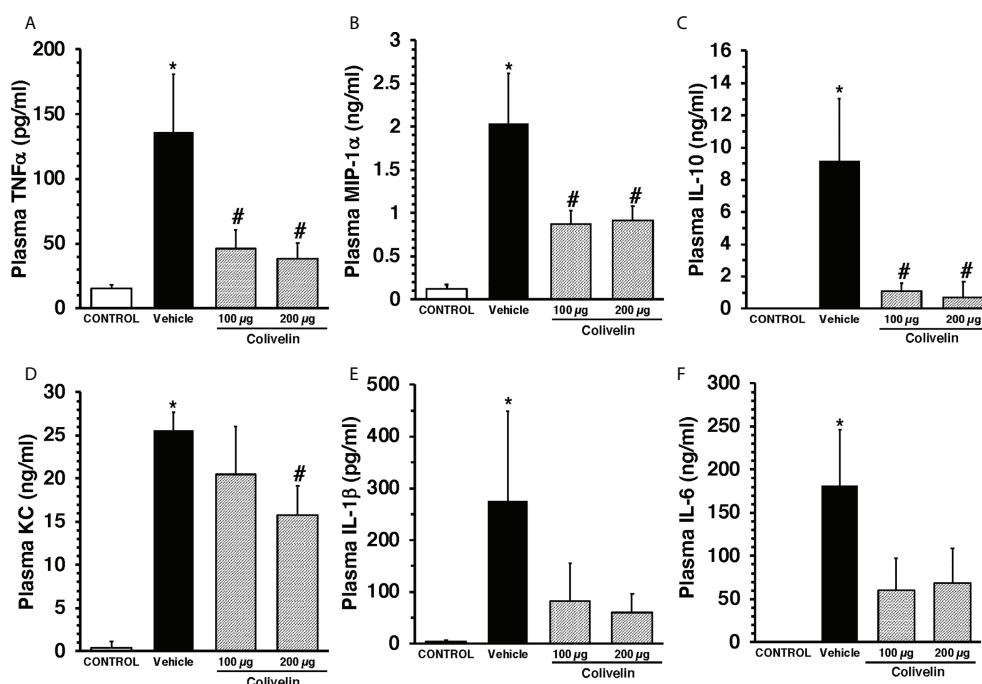 A
Plasma TNFα (pg/ml)
200
150
100
50
0
*
#
#
CONTROL Vehicle 100 µg 200 µg
Colivelin
B
Plasma MIP-1α (ng/ml)
3
2.5
2
1.5
1
0.5
0
*
#
#
CONTROL Vehicle 100 µg 200 µg
Colivelin
C
Plasma IL-10 (ng/ml)
16
14
12
10
8
6
4
2
0
*
#
#
CONTROL Vehicle 100 µg 200 µg
Colivelin
D
Plasma KC (ng/ml)
30
25
20
15
10
5
0
*
#
CONTROL Vehicle 100 µg 200 µg
Colivelin
E
Plasma IL-1β (pg/ml)
500
400
300
200
100
0
*
CONTROL Vehicle 100 µg 200 µg
Colivelin
F
Plasma IL-6 (ng/ml)
300
250
200
150
100
50
0
*
CONTROL Vehicle 100 µg 200 µg
Colivelin